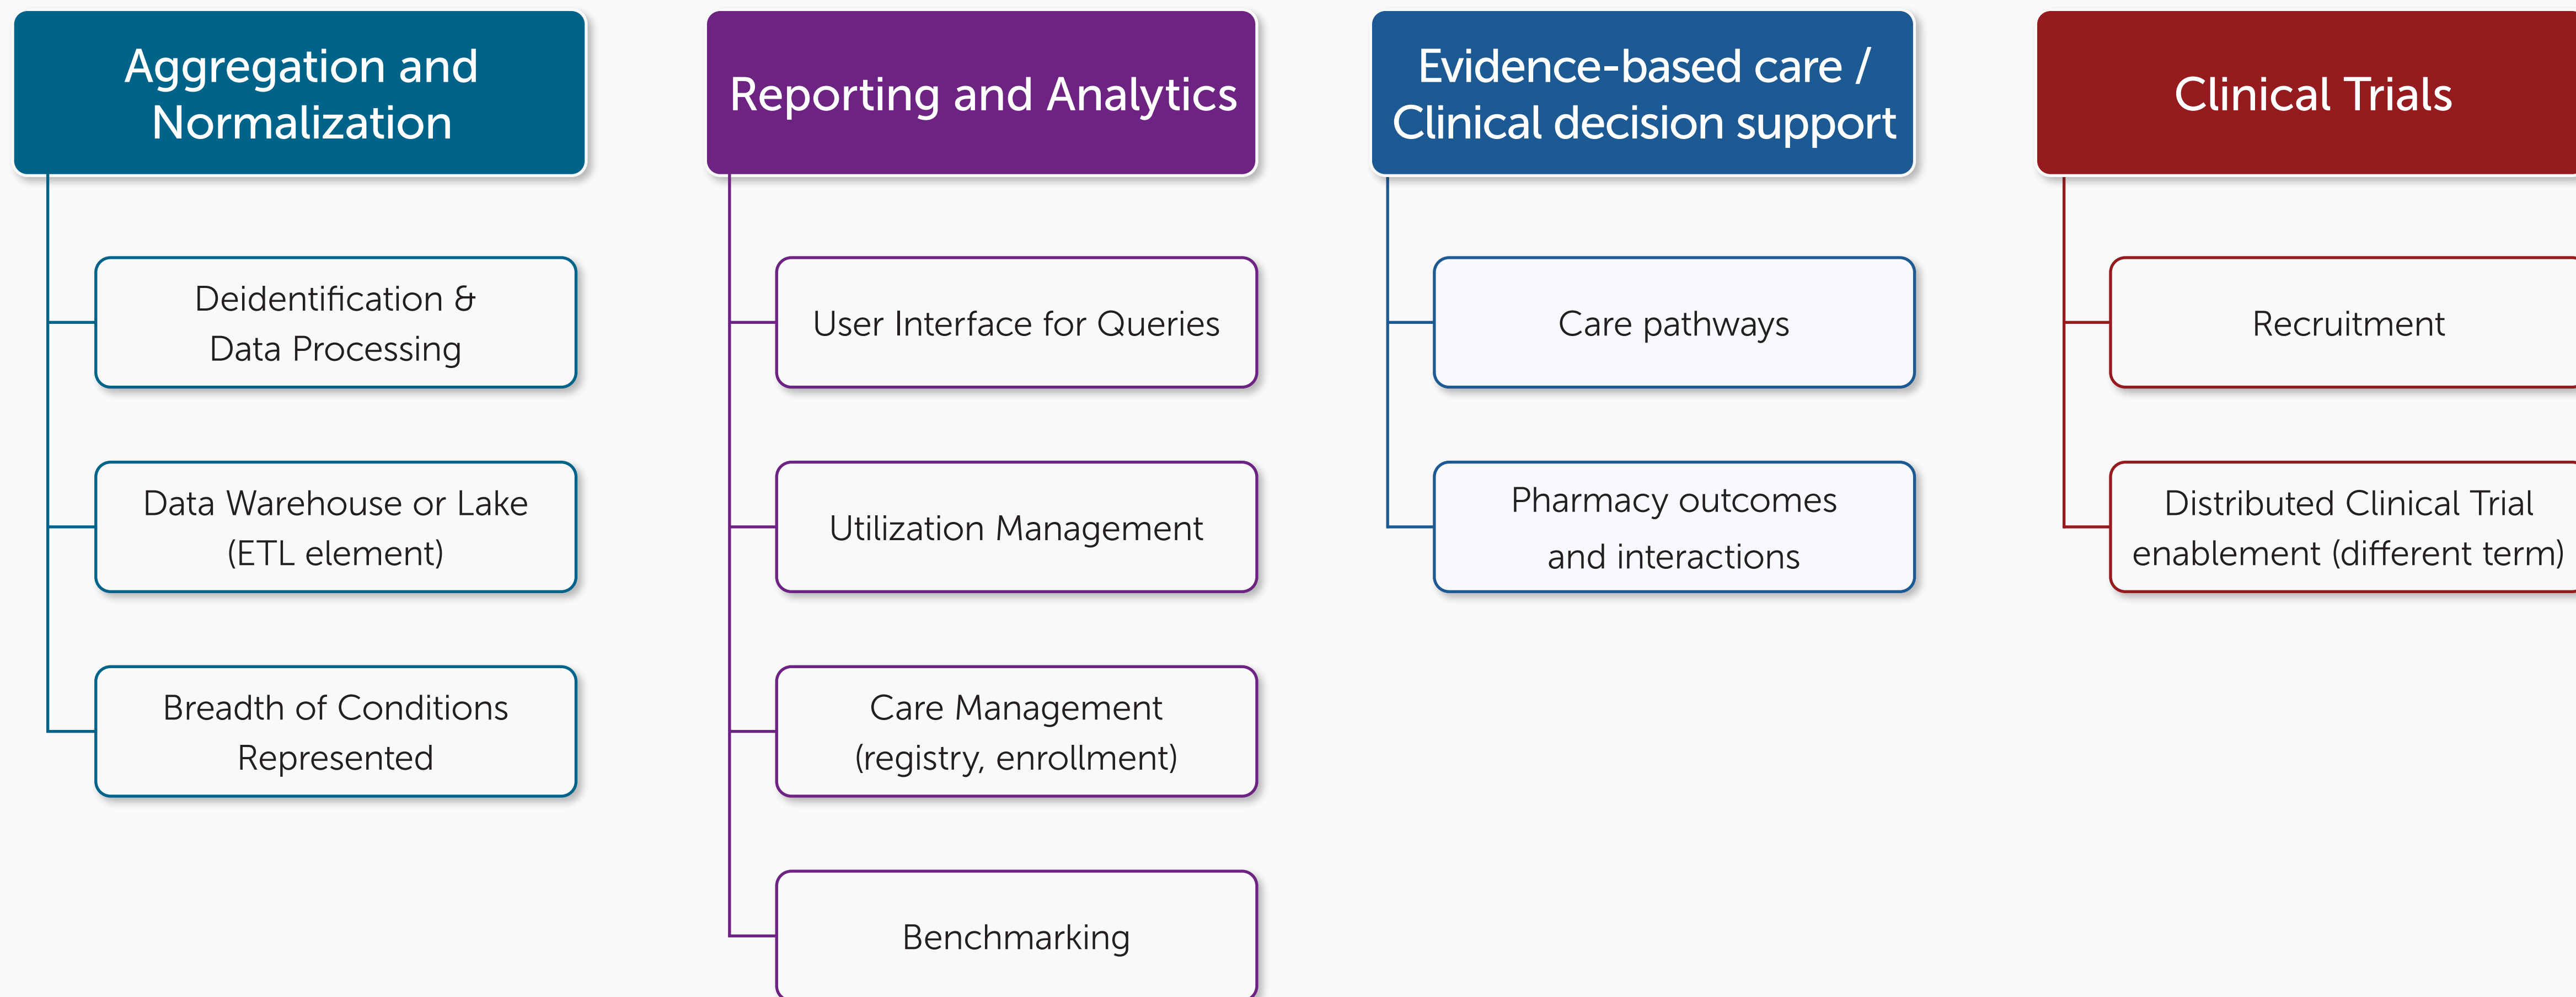 Aggregation and
Normalization
Deidentification &
Data Processing
Data Warehouse or Lake
(ETL element)
Breadth of Conditions
Represented
Reporting and Analytics
User Interface for Queries
Utilization Management
Care Management
(registry, enrollment)
Benchmarking
Evidence-based care /
Clinical decision support
Care pathways
Pharmacy outcomes
and interactions
Clinical Trials
Recruitment
Distributed Clinical Trial
enablement (different term)